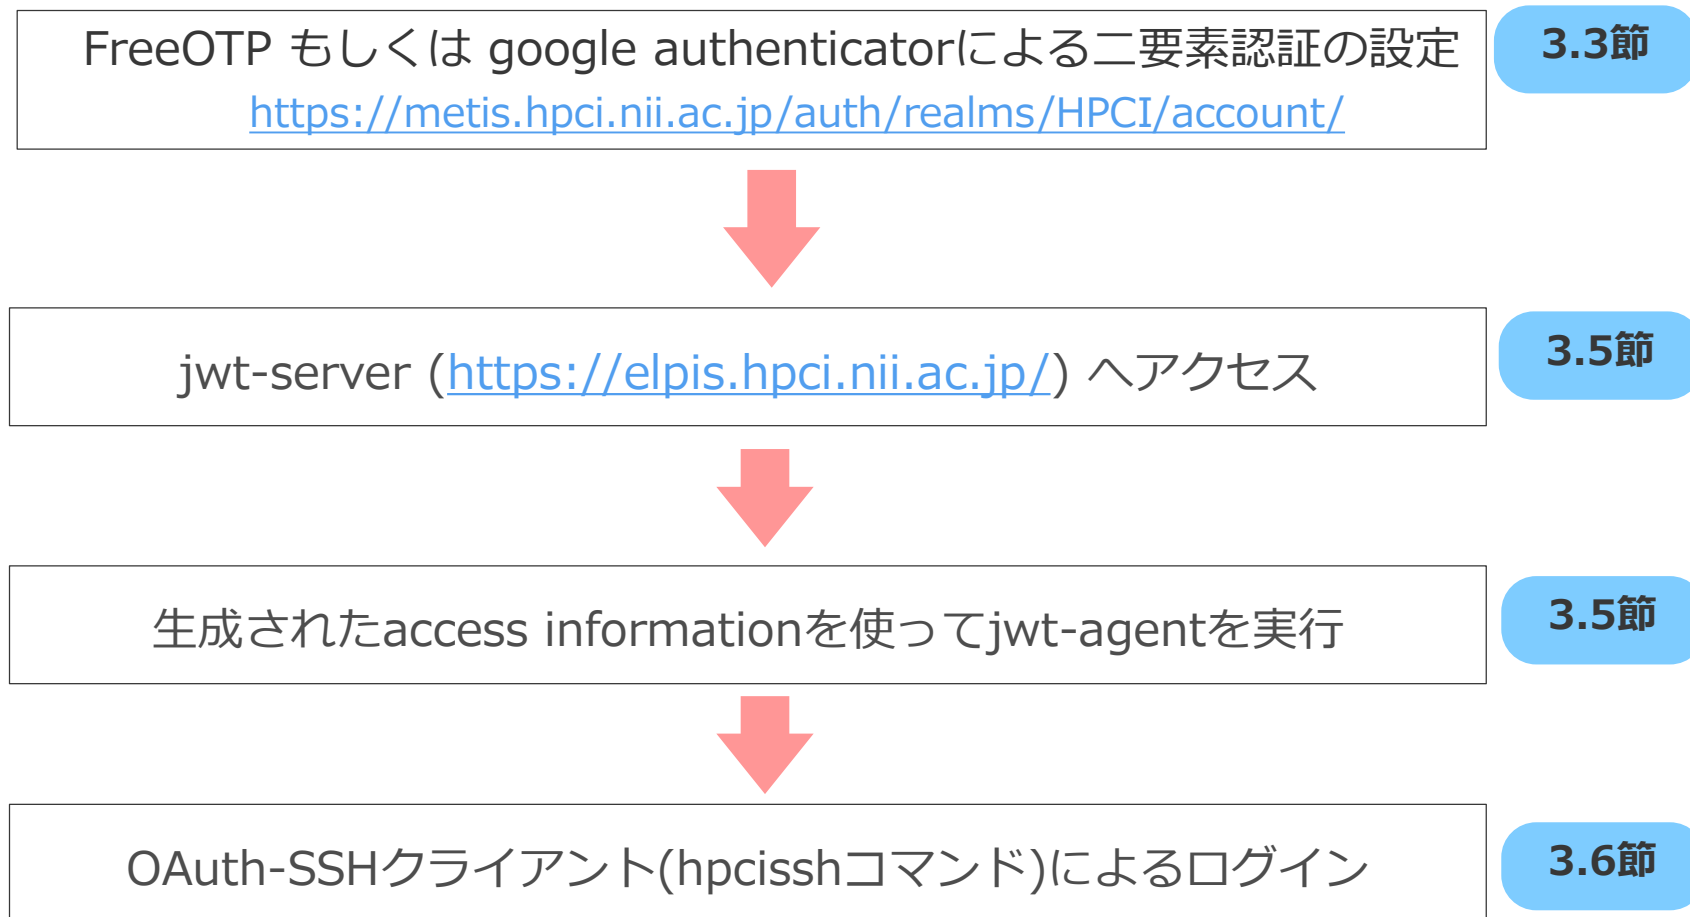 FreeOTP もしくは google authenticatorによる二要素認証の設定
https://metis.hpci.nii.ac.jp/auth/realms/HPCI/account/
3.3節
jwt-server (https://elpis.hpci.nii.ac.jp/) へアクセス
3.5節
生成されたaccess informationを使ってjwt-agentを実行
3.5節
OAuth-SSHクライアント(hpcisshコマンド)によるログイン
3.6節